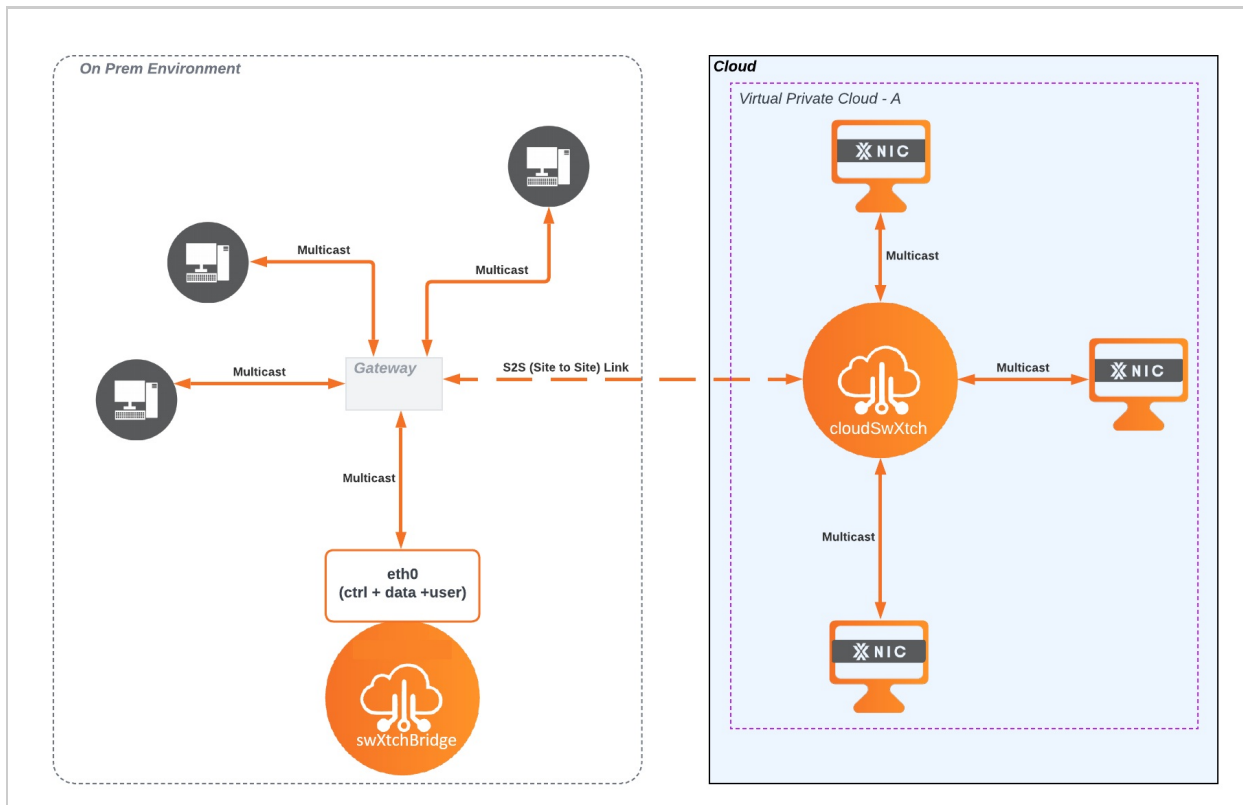 On Prem Environment
Cloud
Virtual Private Cloud - A
NIC
Multicast
Multicast
Multicast
Multicast
Gateway
S2S (Site to Site) Link
Multicast
NIC
cloudSwXtch
Multicast
Multicast
eth0
(ctrl + data +user)
NIC
swXtchBridge